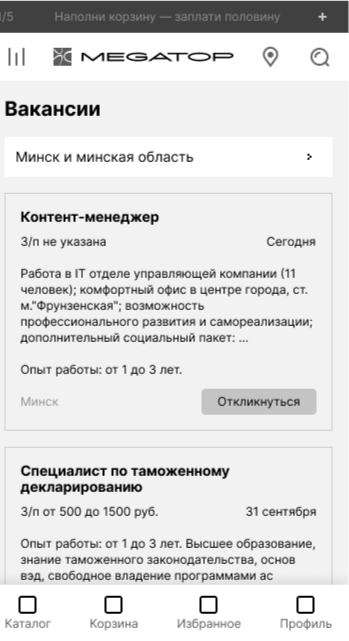 1/5 Наполни корзину — заплати половину +
MEGATOP
Вакансии
Минск и минская область
Контент-менеджер
З/п не указана Сегодня
Работа в IT отделе управляющей компании (11
человек); комфортный офис в центре города, ст.
м."Фрунзенская"; возможность
профессионального развития и самореализации;
дополнительный социальный пакет: ...
Опыт работы: от 1 до 3 лет.
Минск Откликнуться
Специалист по таможенному
декларированию
З/п от 500 до 1500 руб. 31 сентября
Опыт работы: от 1 до 3 лет. Высшее образование,
знание таможенного законодательства, основ
вэд, свободное владение программами ас
Каталог Корзина Избранное Профиль